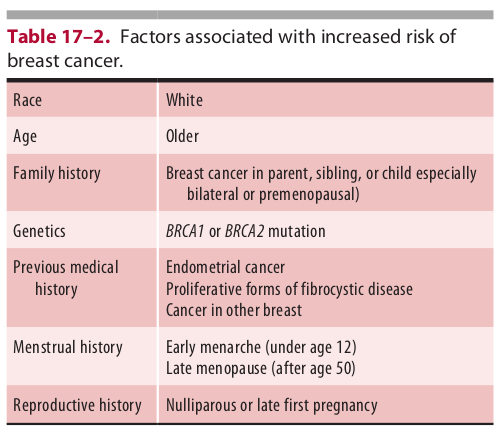 Table 17–2. Factors associated with increased risk of
breast cancer.
Race White
Age Older
Family history Breast cancer in parent, sibling, or child especially
bilateral or premenopausal)
Genetics BRCA1 or BRCA2 mutation
Previous medical Endometrial cancer
history Proliferative forms of fibrocystic disease
Cancer in other breast
Menstrual history Early menarche (under age 12)
Late menopause (after age 50)
Reproductive history Nulliparous or late first pregnancy